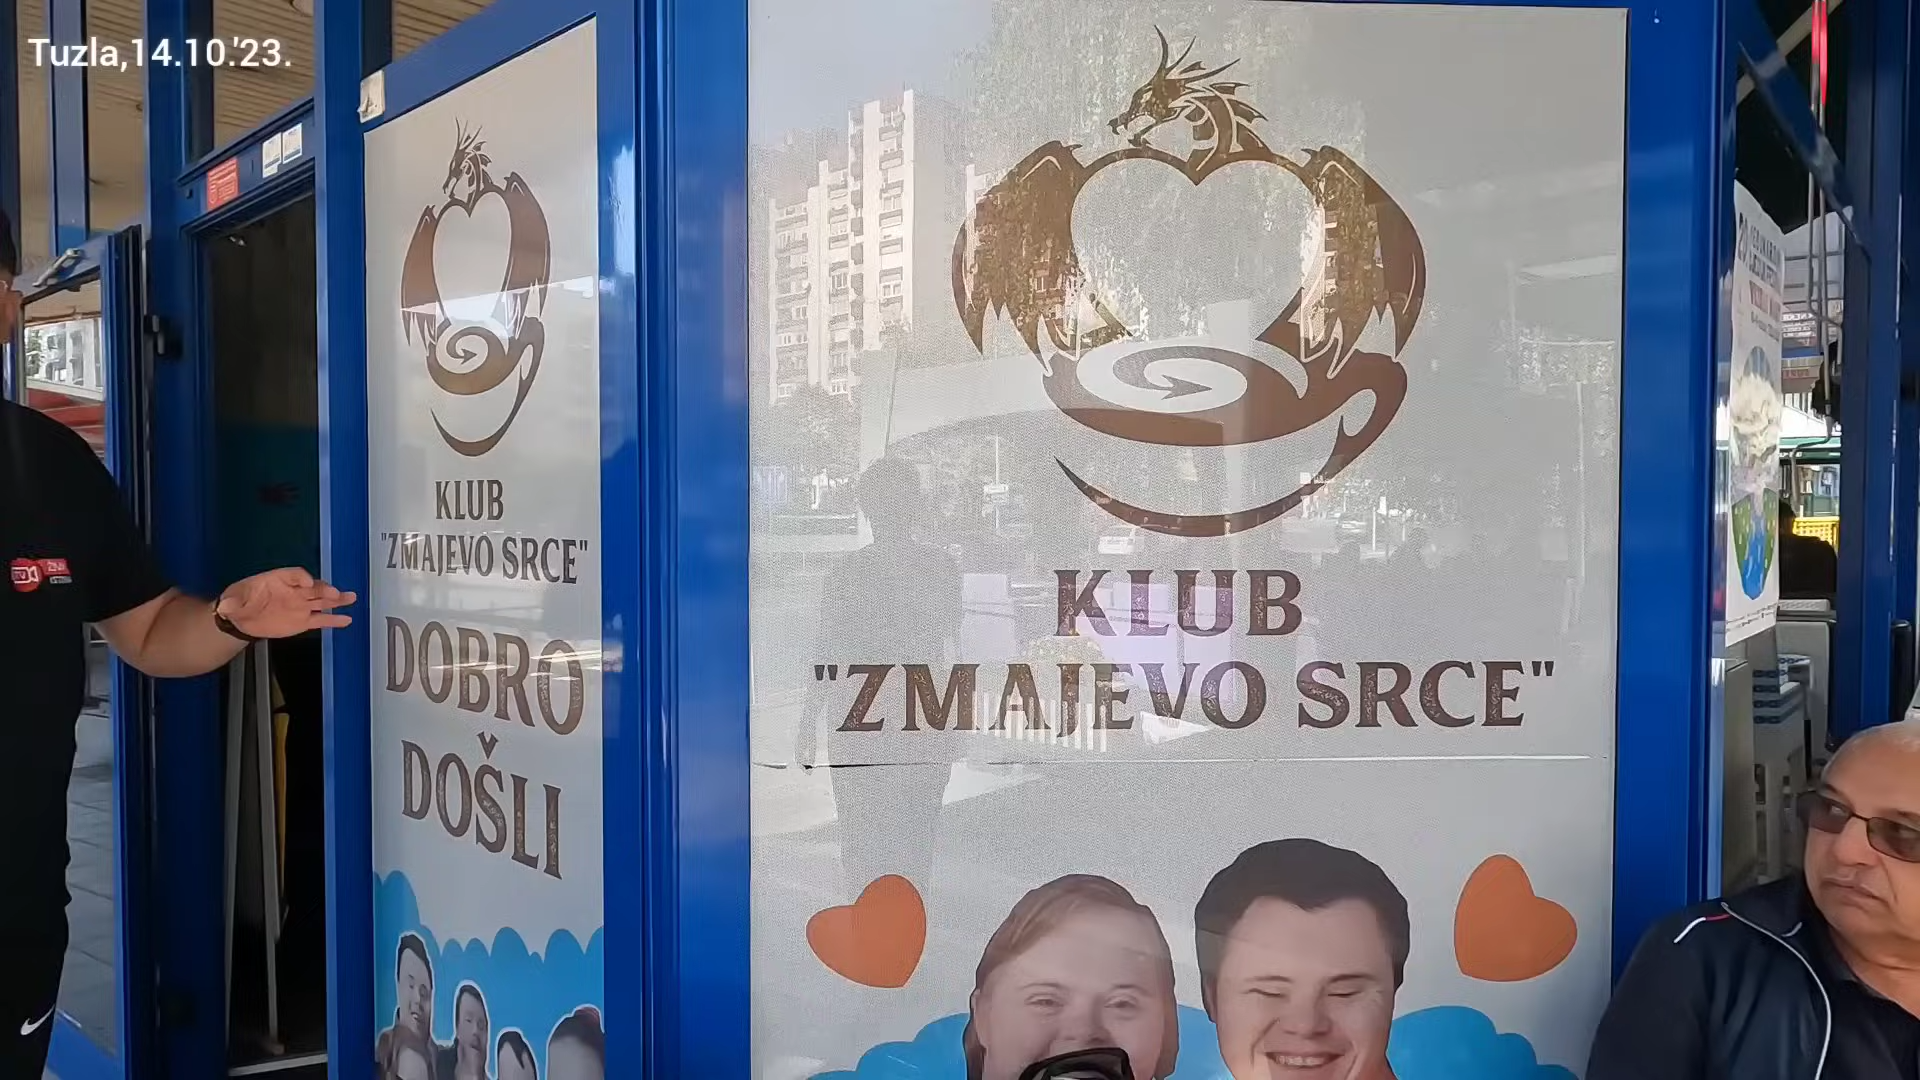 Tuzla,14.10.'23.
KLUB
"ZMAJEVO SRCE"
DOBRO
DOŠLI
KLUB
"ZMAJEVO SRCE"